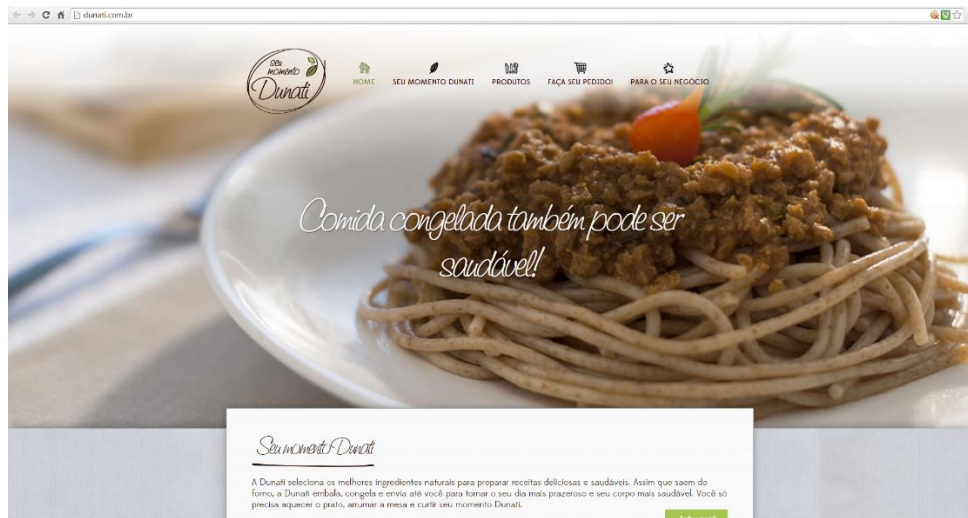 dunati.com.br
seu
momento
Dunati
HOME
SEU MOMENTO DUNATI
PRODUTOS
FAÇA SEU PEDIDO!
PARA O SEU NEGÓCIO
Comida congelada também pode ser
saudável!
Seu momento Dunati
A Dunati seleciona os melhores ingredientes naturais para preparar receitas deliciosas e saudáveis. Assim que saem do
forno, a Dunati embala, congela e envia até você para tornar o seu dia mais prazeroso e seu corpo mais saudável. Você só
precisa aquecer o prato, arrumar a mesa e curtir seu momento Dunati.